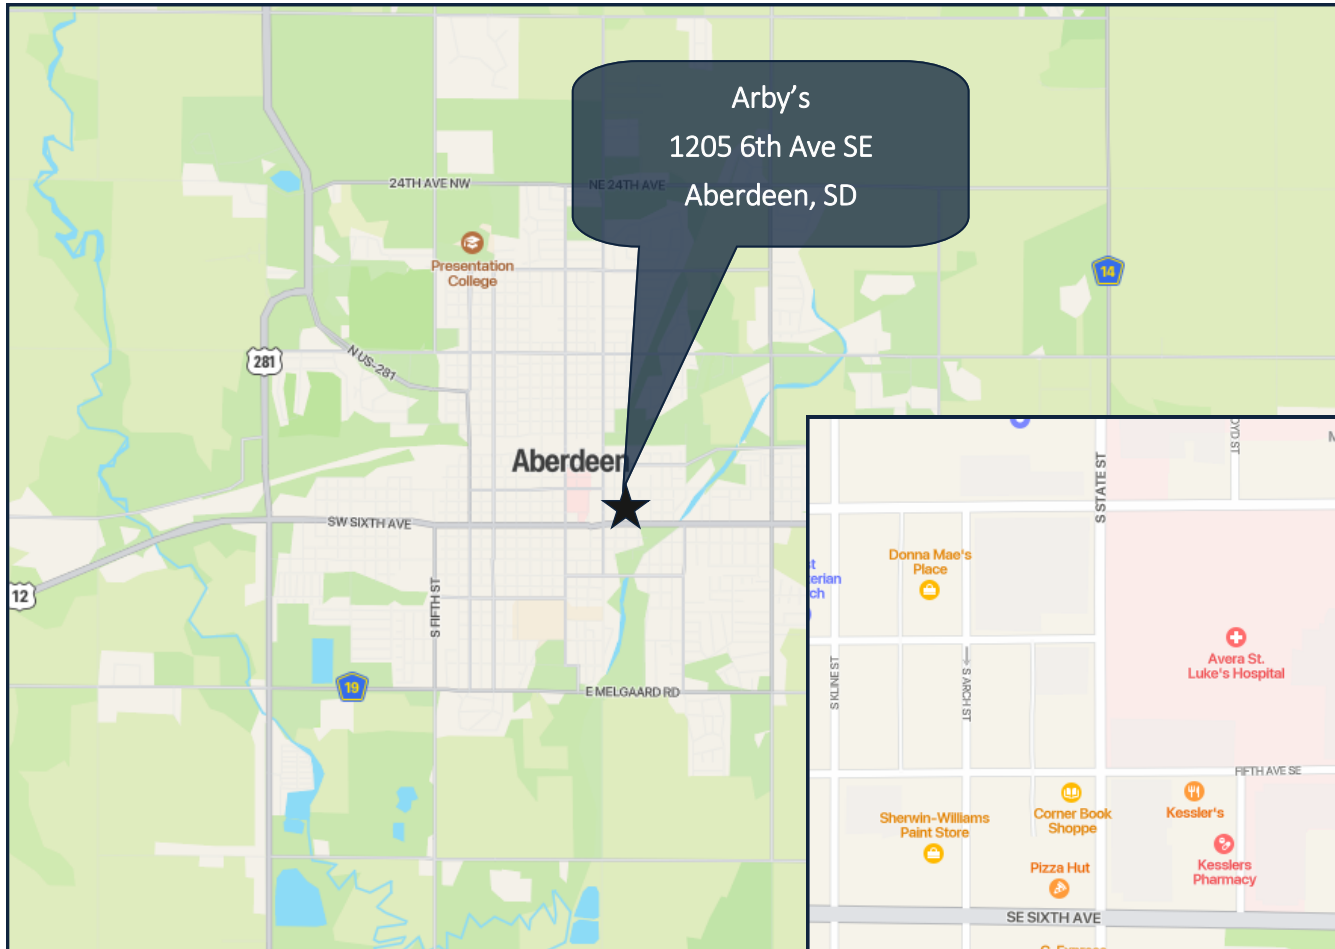 Arby's
1205 6th Ave SE
Aberdeen, SD
24TH AVE NW
NE 24TH AVE
Presentation
College
14
281
N US-281
Aberdeen
SW SIXTH AVE
12
S FIFTH ST
19
E MELGAARD RD
S STATE ST
Donna Mae's
Place
S KLINE ST
S ARCH ST
Avera St.
Luke's Hospital
FIFTH AVE SE
Sherwin-Williams
Paint Store
Corner Book
Shoppe
Kessler's
Kesslers
Pharmacy
Pizza Hut
SE SIXTH AVE